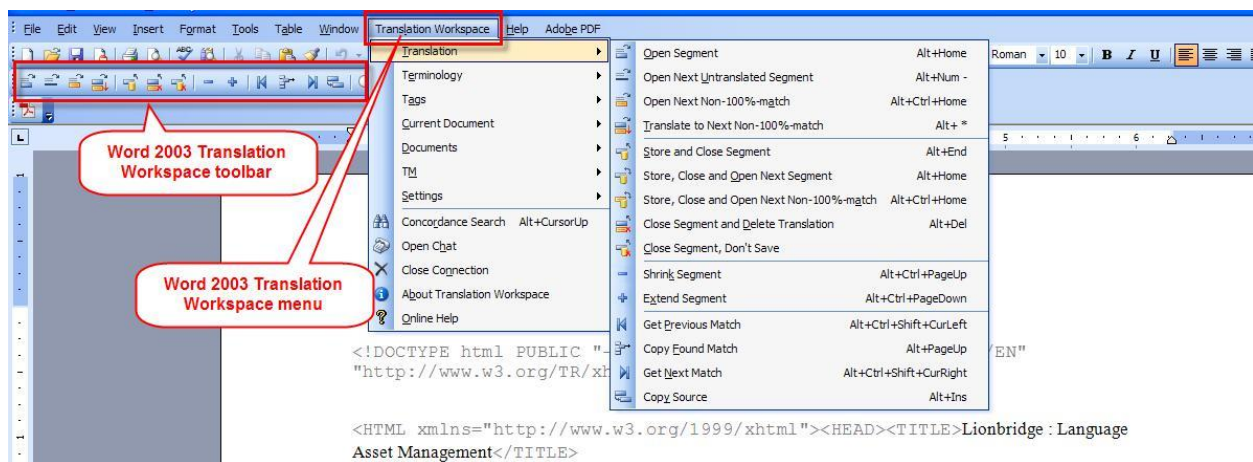 File Edit View Insert Format Tools Table Window Translation Workspace Help Adobe PDF
Roman 10 B I U
Word 2003 Translation
Workspace toolbar
Word 2003 Translation
Workspace menu
Translation
Terminology
Tags
Current Document
Documents
TM
Settings
Concordance Search Alt+CursorUp
Open Chat
Close Connection
About Translation Workspace
Online Help
Open Segment Alt+Home
Open Next Untranslated Segment Alt+Num -
Open Next Non-100%-match Alt+Ctrl+Home
Translate to Next Non-100%-match Alt+ *
Store and Close Segment Alt+End
Store, Close and Open Next Segment Alt+Home
Store, Close and Open Next Non-100%-match Alt+Ctrl+Home
Close Segment and Delete Translation Alt+Del
Close Segment, Don't Save
Shrink Segment Alt+Ctrl+PageUp
Extend Segment Alt+Ctrl+PageDown
Get Previous Match Alt+Ctrl+Shift+CurLeft
Copy Found Match Alt+PageUp
Get Next Match Alt+Ctrl+Shift+CurRight
Copy Source Alt+Ins
5 6
<!DOCTYPE html PUBLIC "- /EN"
"http://www.w3.org/TR/xh
<HTML xmlns="http://www.w3.org/1999/xhtml"><HEAD><TITLE>Lionbridge : Language
Asset Management</TITLE>